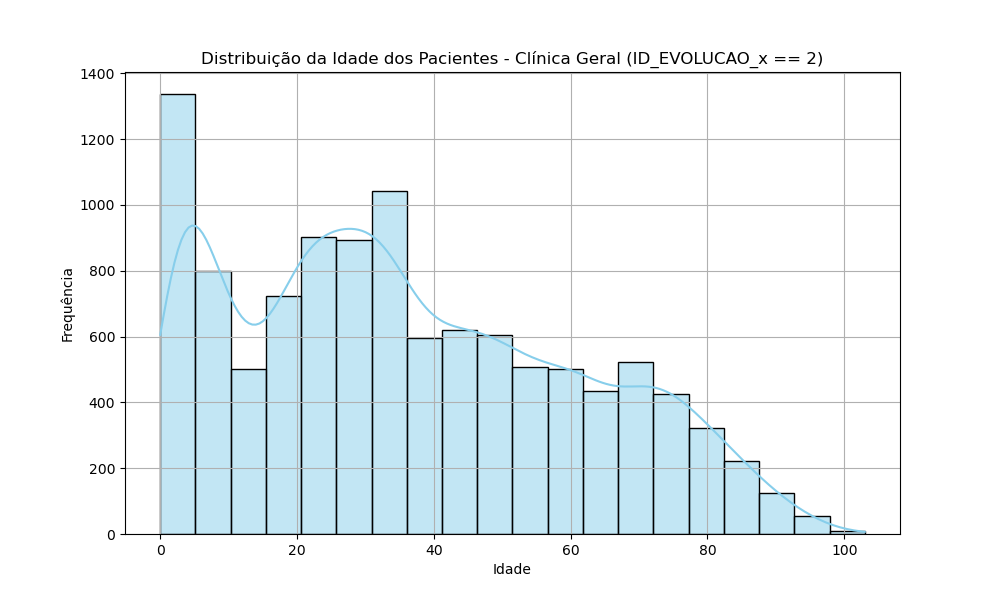 Distribuição da Idade dos Pacientes - Clínica Geral (ID_EVOLUCAO_x == 2)
1400
1200
1000
800
600
400
200
0
Frequência
0 20 40 60 80 100
Idade